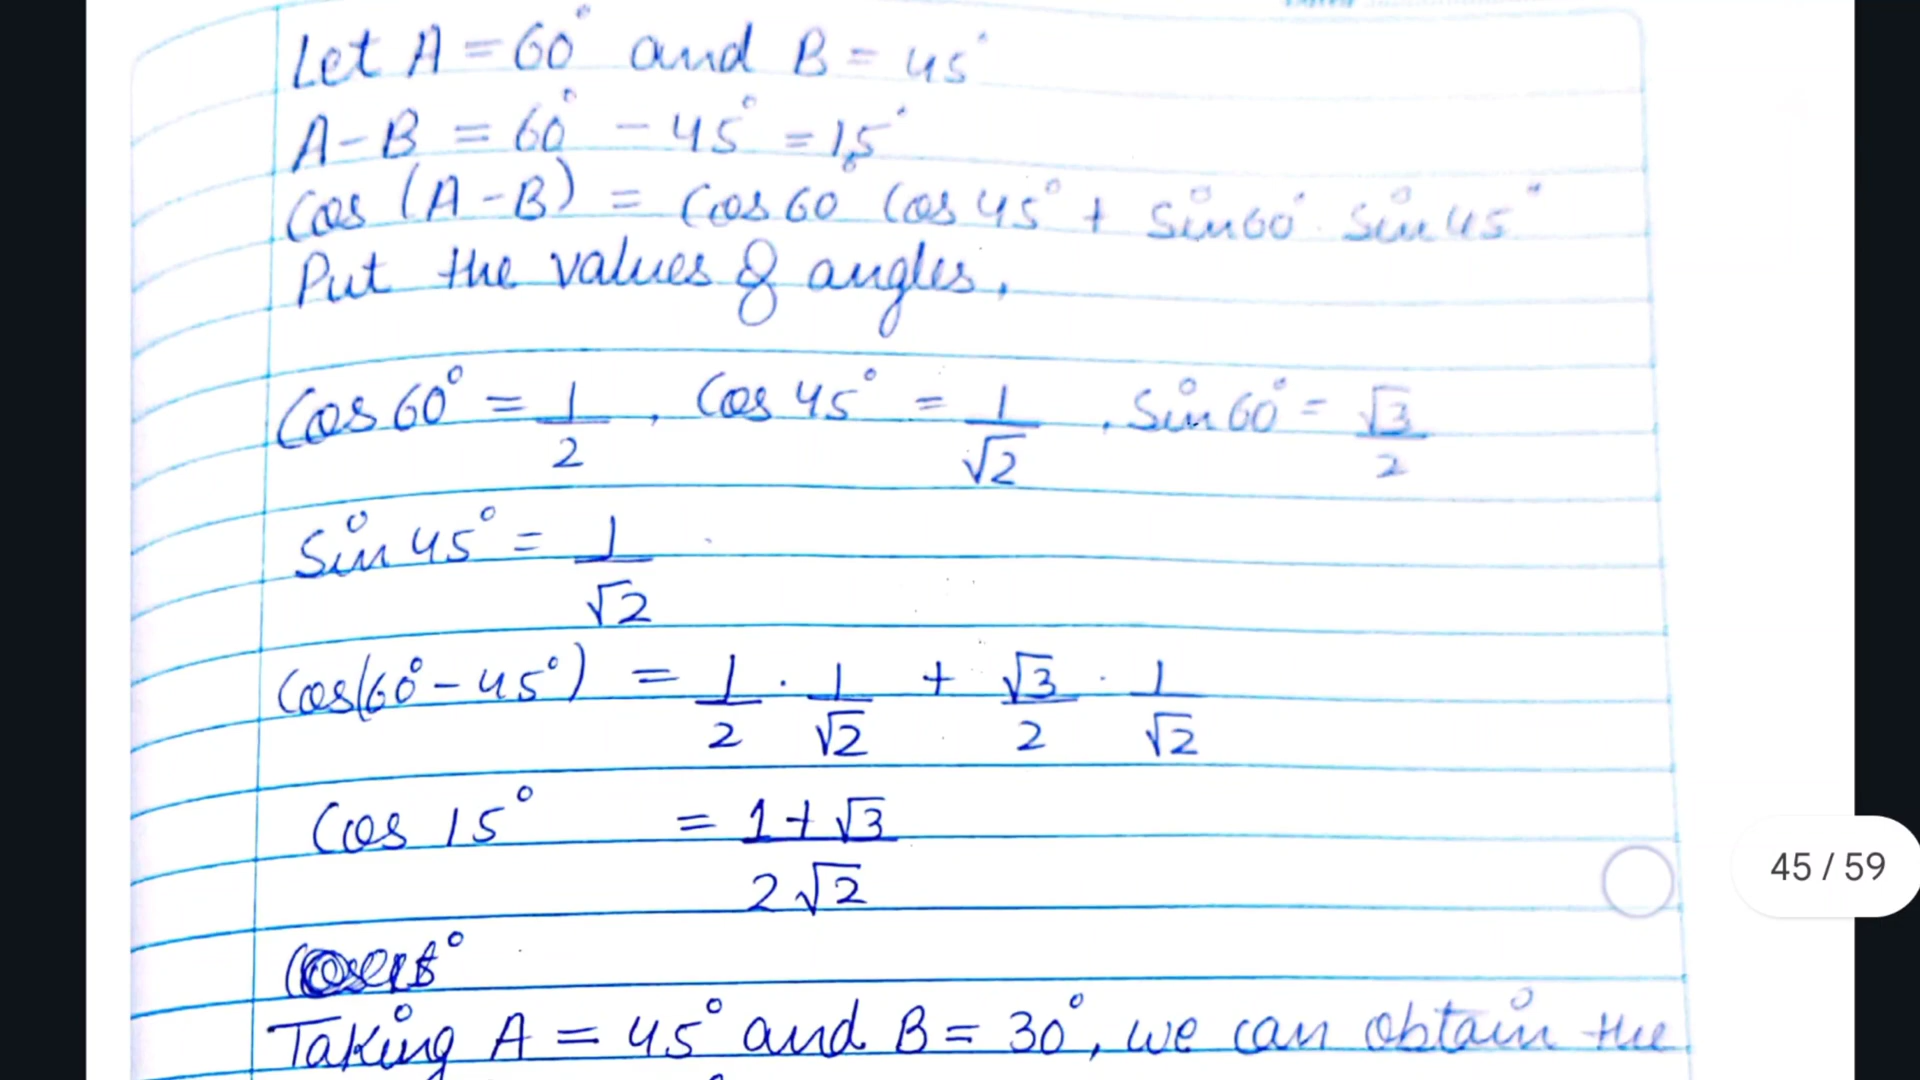 Let A = 60° and B = 45°
A-B = 60° - 45° = 15°
Cos (A-B) = Cos 60° Cos 45° + Sin 60° . Sin 45°
Put the values of angles,
Cos 60° = 1/2 , Cos 45° = 1/√2 , Sin 60° = √3/2
Sin 45° = 1/√2
Cos(60° - 45°) = 1/2 . 1/√2 + √3/2 . 1/√2
Cos 15° = 1+√3/2√2
45 / 59
Taking A = 45° and B = 30°, we can obtain the